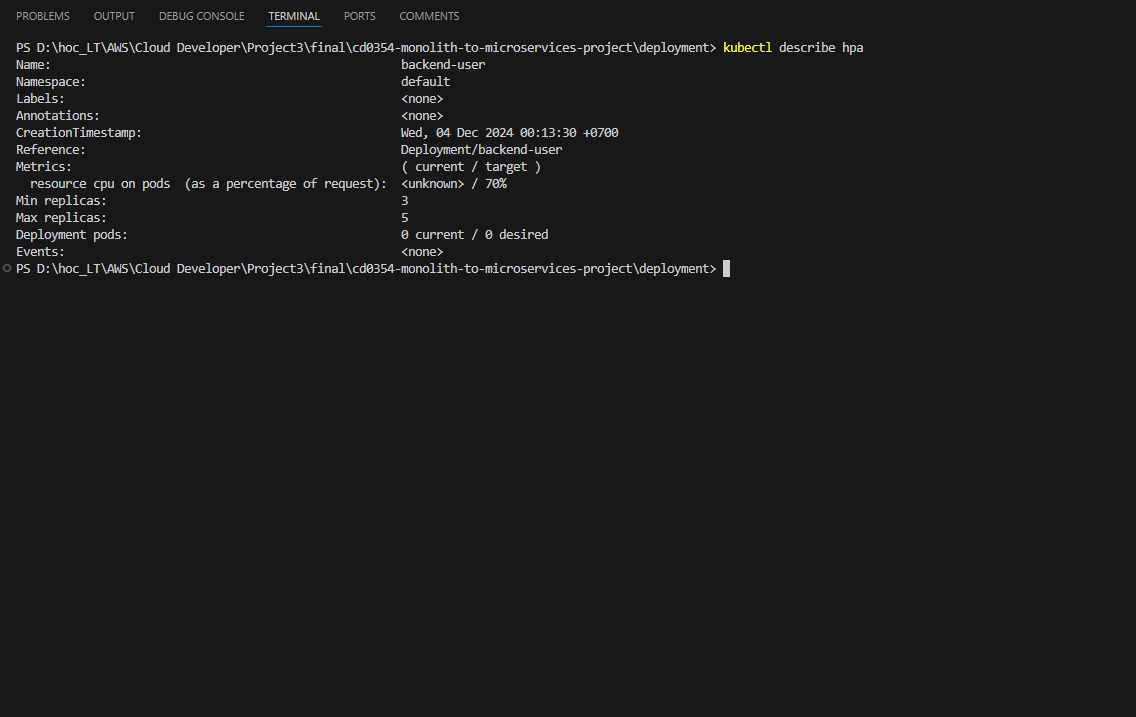 PROBLEMS OUTPUT DEBUG CONSOLE TERMINAL PORTS COMMENTS
PS D:\hoc_LT\AWS\Cloud Developer\Project3\final\cd0354-monolith-to-microservices-project\deployment> kubectl describe hpa
Name: backend-user
Namespace: default
Labels: <none>
Annotations: <none>
CreationTimestamp: Wed, 04 Dec 2024 00:13:30 +0700
Reference: Deployment/backend-user
Metrics: ( current / target )
resource cpu on pods (as a percentage of request): <unknown> / 70%
Min replicas: 3
Max replicas: 5
Deployment pods: 0 current / 0 desired
Events: <none>
PS D:\hoc_LT\AWS\Cloud Developer\Project3\final\cd0354-monolith-to-microservices-project\deployment>